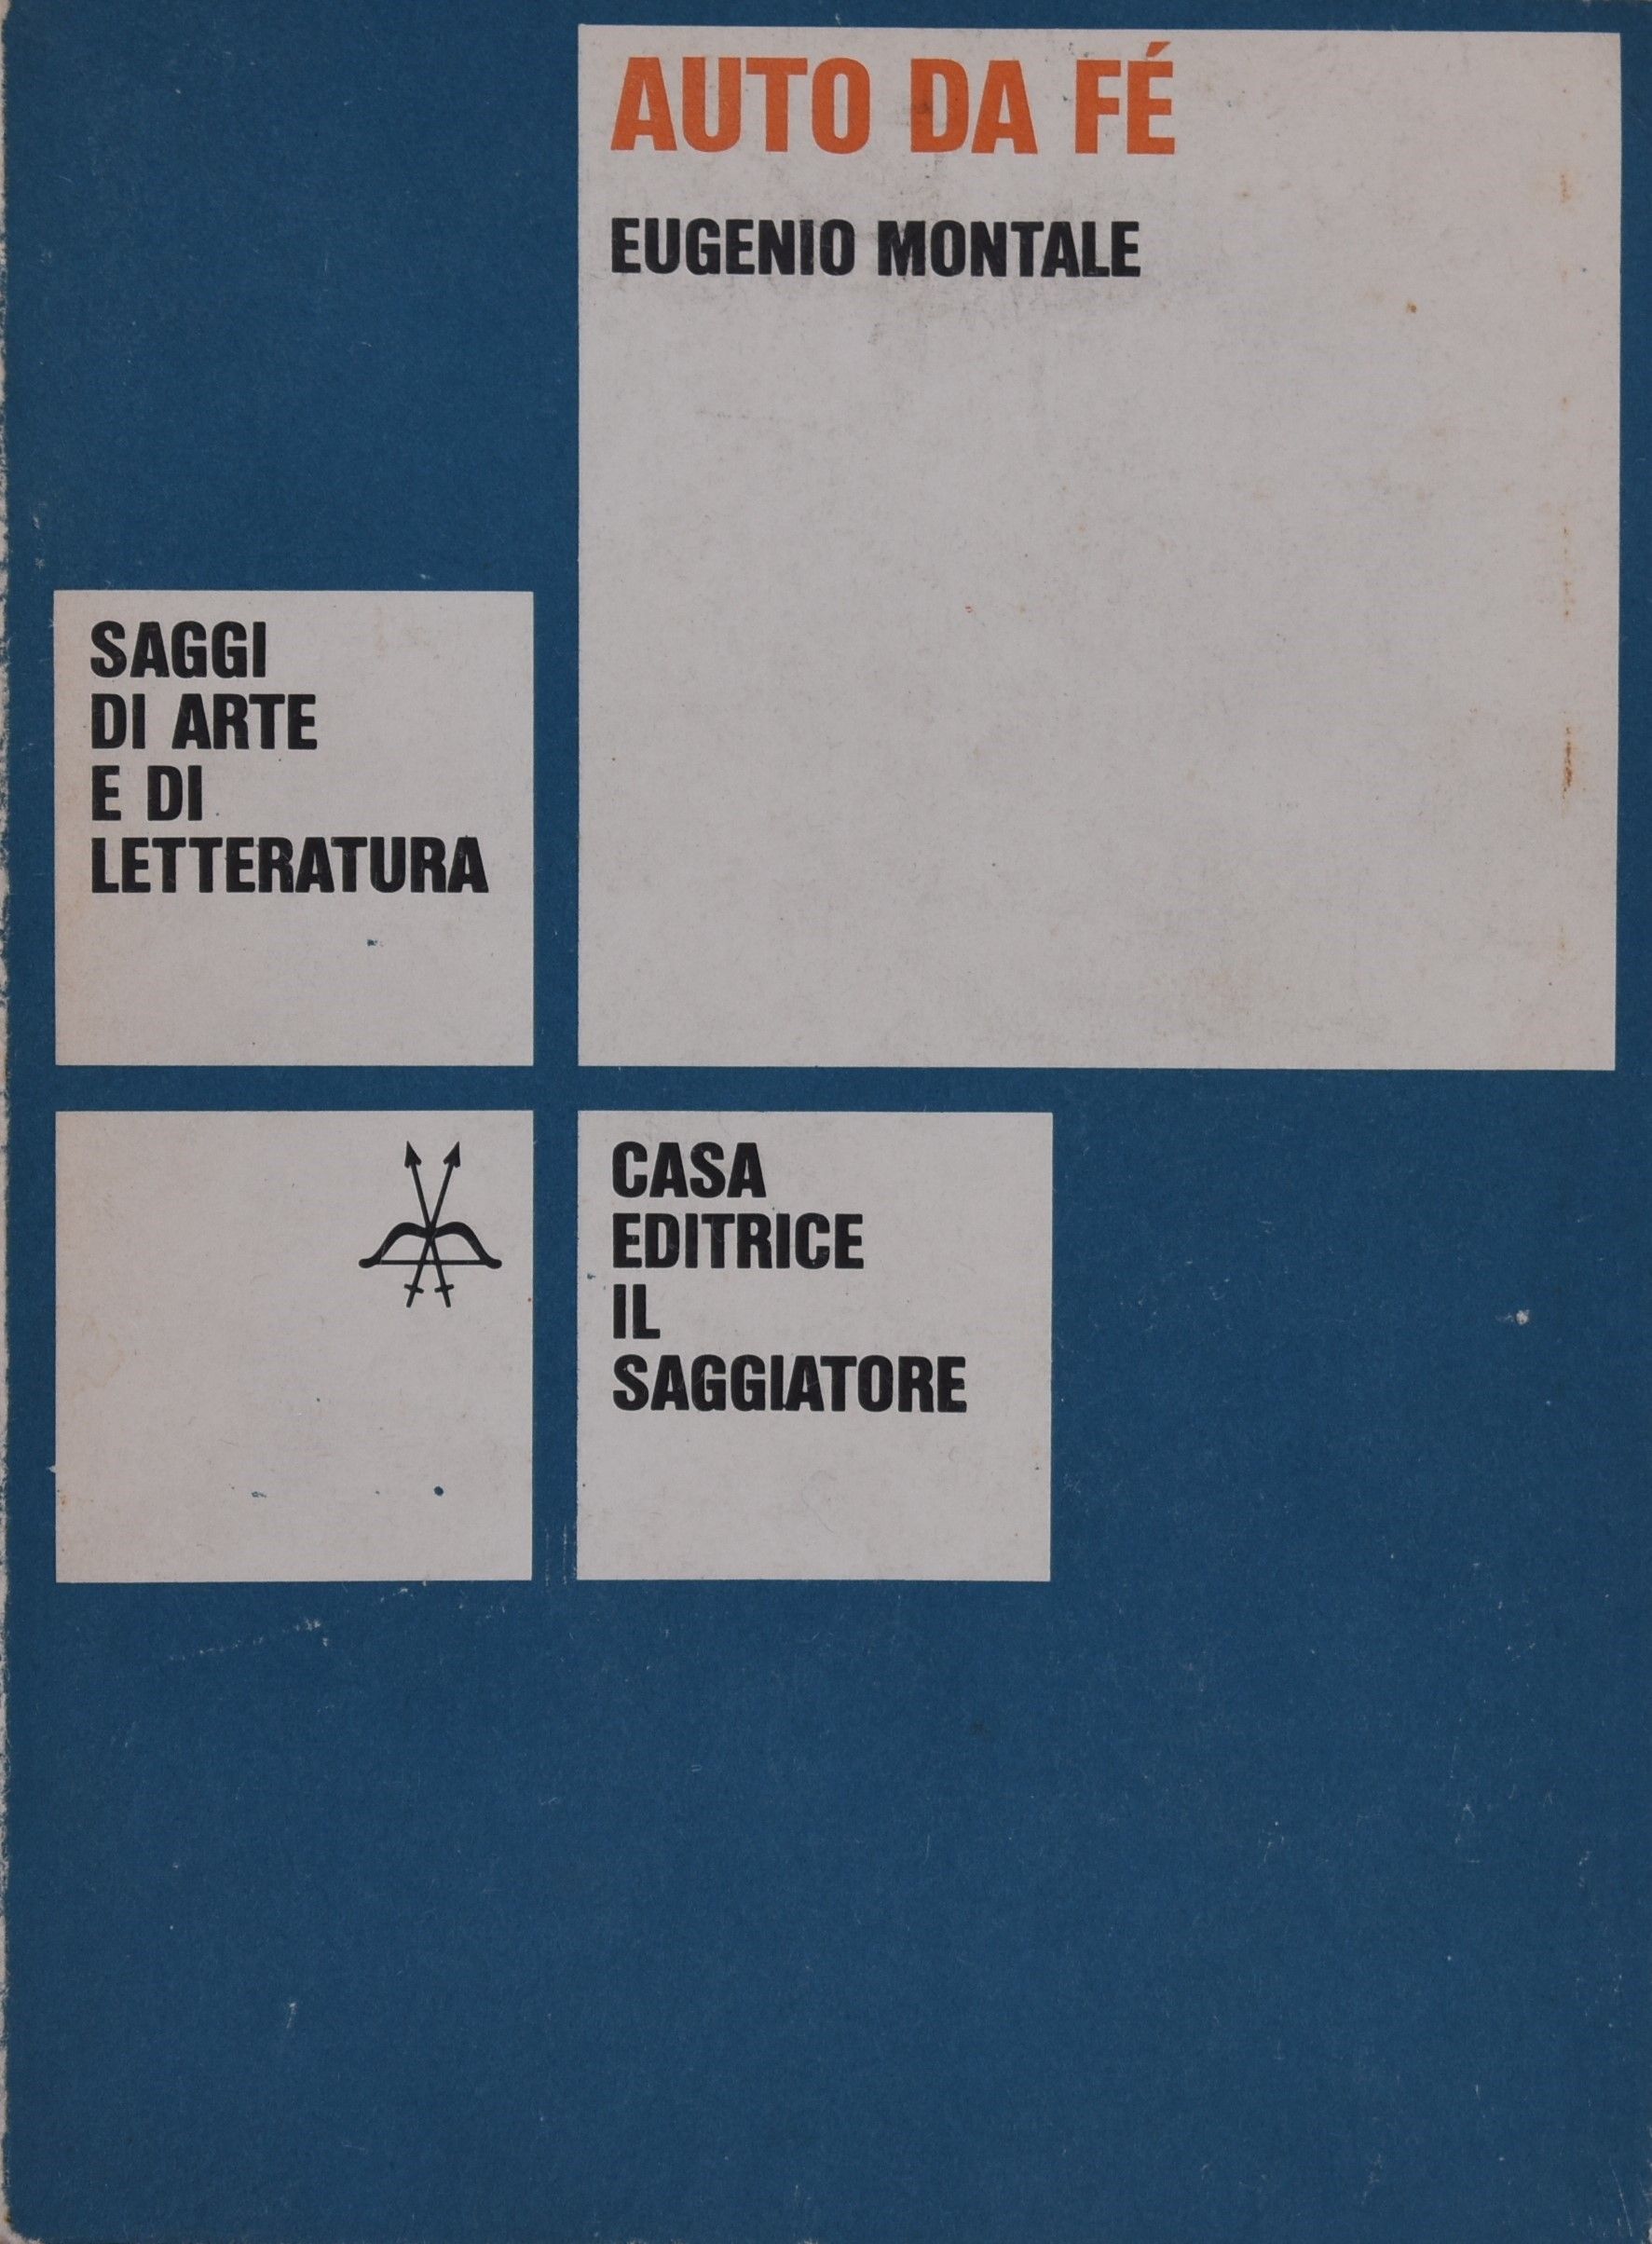 AUTO DA FÉ
EUGENIO MONTALE
SAGGI
DI ARTE
E DI
LETTERATURA
CASA
EDITRICE
IL
SAGGIATORE